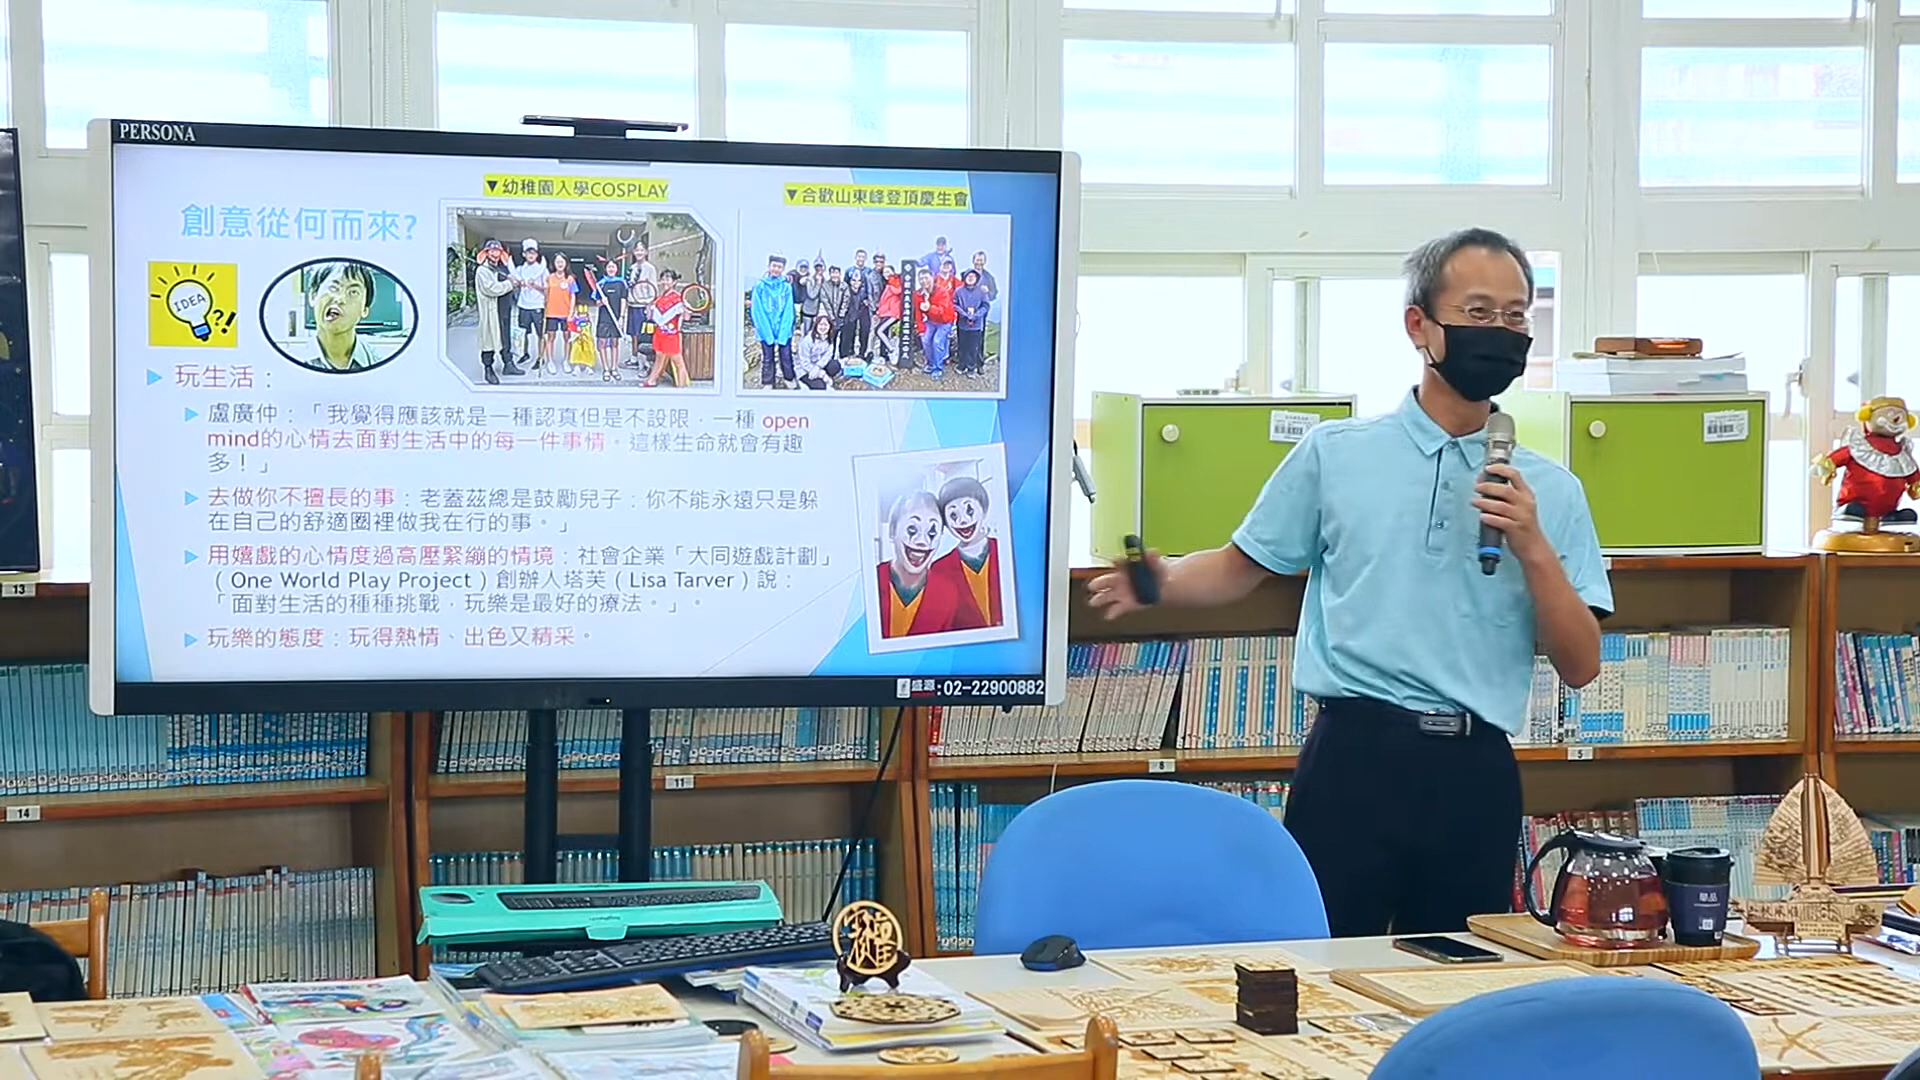 PERSONA
▼幼稚園入學COSPLAY
▼合歡山東峰登頂慶生會
創意從何而來?
IDEA
?!
玩生活：
盧廣仲：「我覺得應該就是一種認真但是不設限，一種 open
mind的心情去面對生活中的每一件事情。這樣生命就會有趣
多！」
去做你不擅長的事：老蓋茲總是鼓勵兒子：你不能永遠只是躲
在自己的舒適圈裡做我在行的事。」
用嬉戲的心情度過高壓緊繃的情境：社會企業「大同遊戲計劃」
（One World Play Project）創辦人塔芙（Lisa Tarver）說：
「面對生活的種種挑戰，玩樂是最好的療法。」。
玩樂的態度：玩得熱情、出色又精采。
盛源:02-22900882
13
14
11
8
5